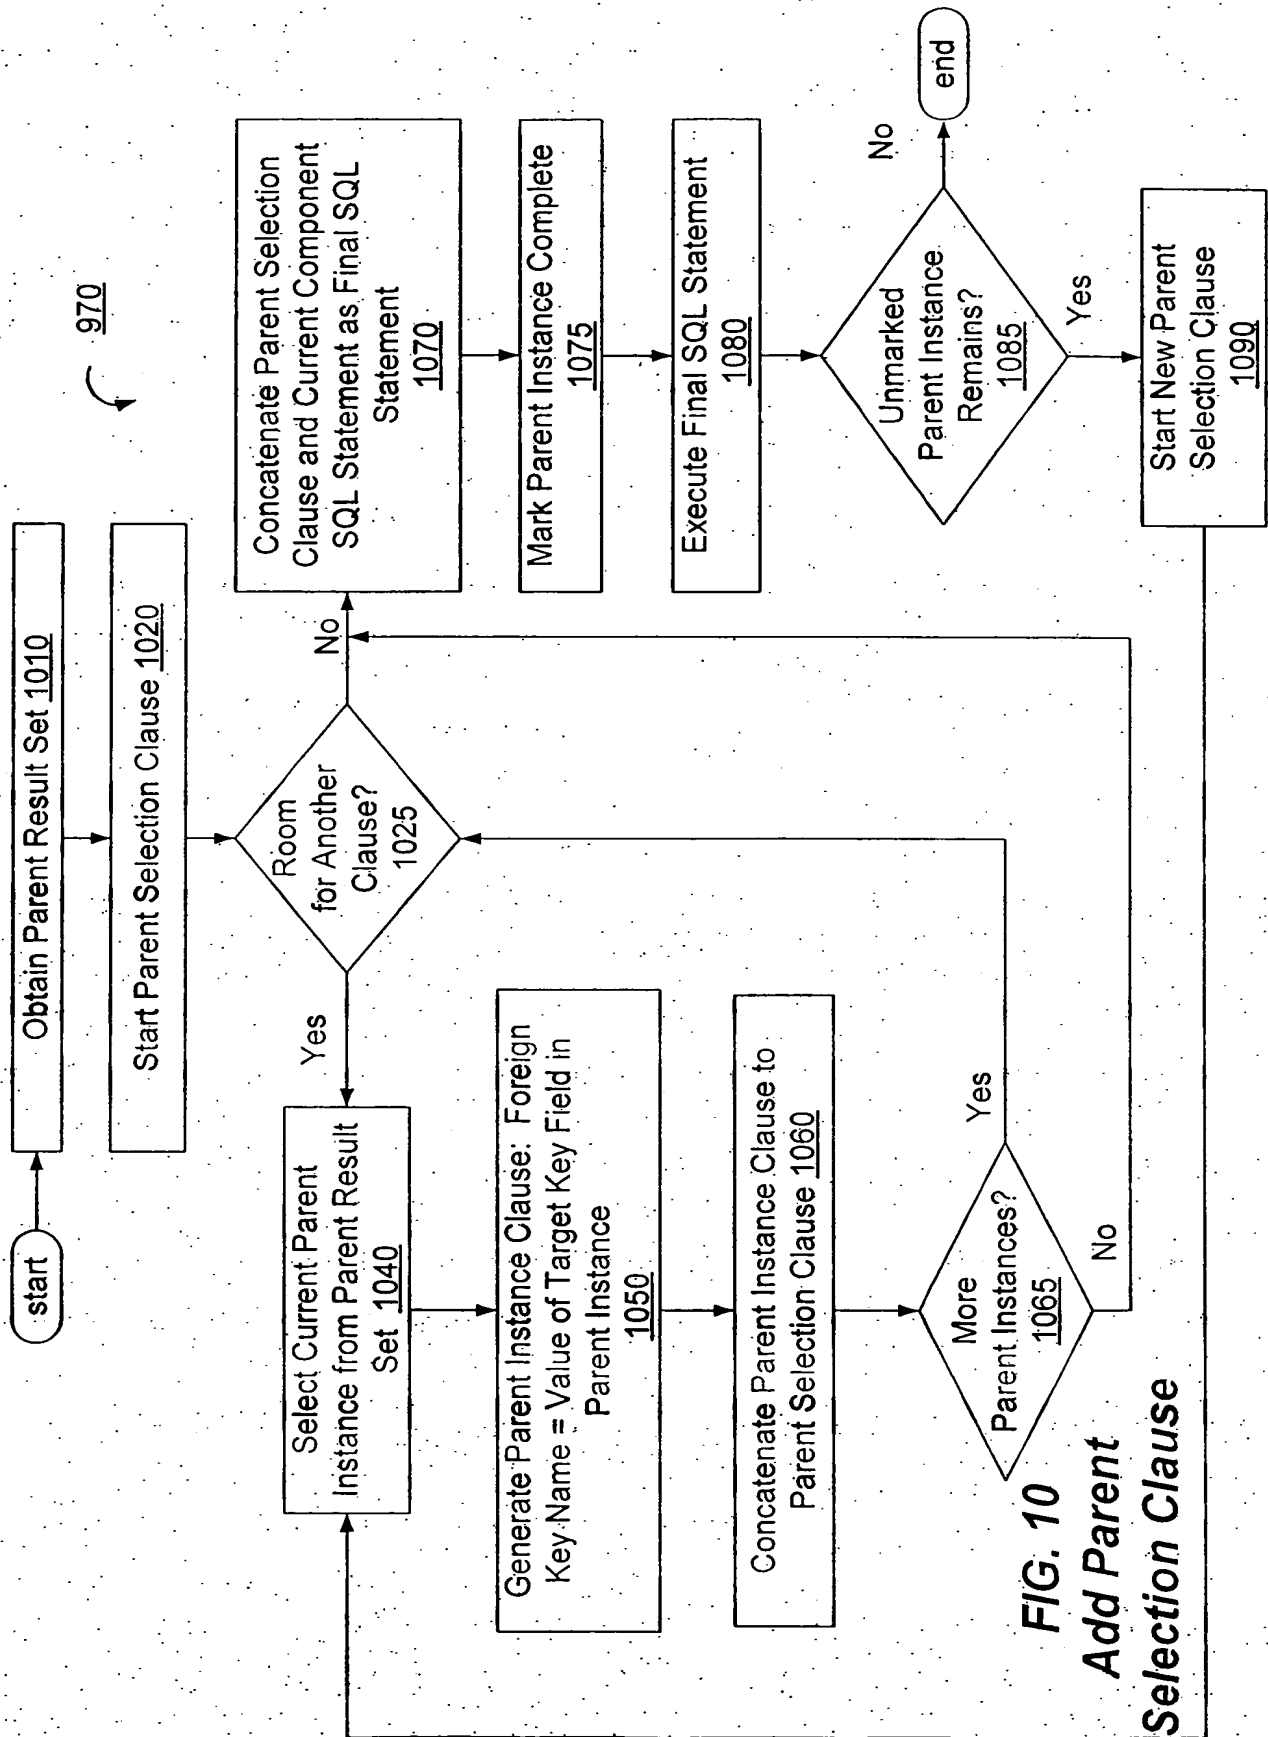 970
start
Obtain Parent Result Set 1010
Start Parent Selection Clause 1020
Room
for Another
Clause?
1025
Yes
No
Select Current Parent
Instance from Parent Result
Set 1040
Generate Parent Instance Clause: Foreign
Key Name = Value of Target Key Field in
Parent Instance
1050
Concatenate Parent Instance Clause to
Parent Selection Clause 1060
More
Parent Instances?
1065
Yes
No
Concatenate Parent Selection
Clause and Current Component
SQL Statement as Final SQL
Statement
1070
Mark Parent Instance Complete
1075
Execute Final SQL Statement
1080
Unmarked
Parent Instance
Remains?
1085
No
end
Yes
Start New Parent
Selection Clause
1090
FIG. 10
Add Parent
Selection Clause